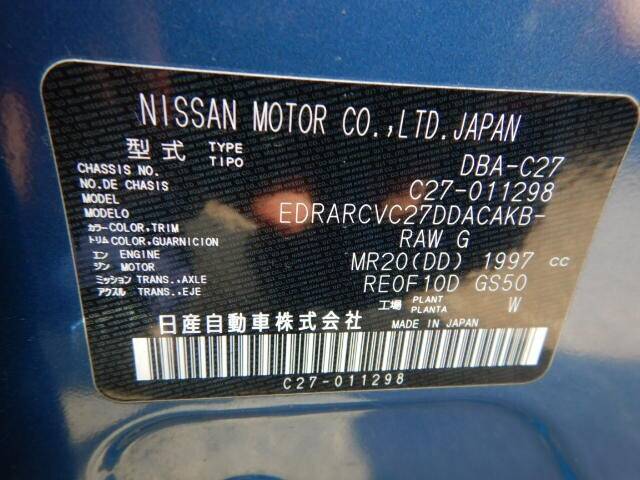 NISSAN MOTOR CO.,LTD.JAPAN
型式 TYPE TIPO DBA-C27
CHASSIS NO. NO.DE CHASIS C27-011298
MODEL MODELO EDRARCVC27DDACAKB-
カラー COLOR,TRIM
トリム COLOR,GUARNICION RAW G
エン ENGINE
ジン MOTOR MR20(DD) 1997 cc
ミッション TRANS.,AXLE
アクスル TRANS.,EJE RE0F10D GS50
工場 PLANT PLANTA W
日産自動車株式会社 MADE IN JAPAN
C27-011298